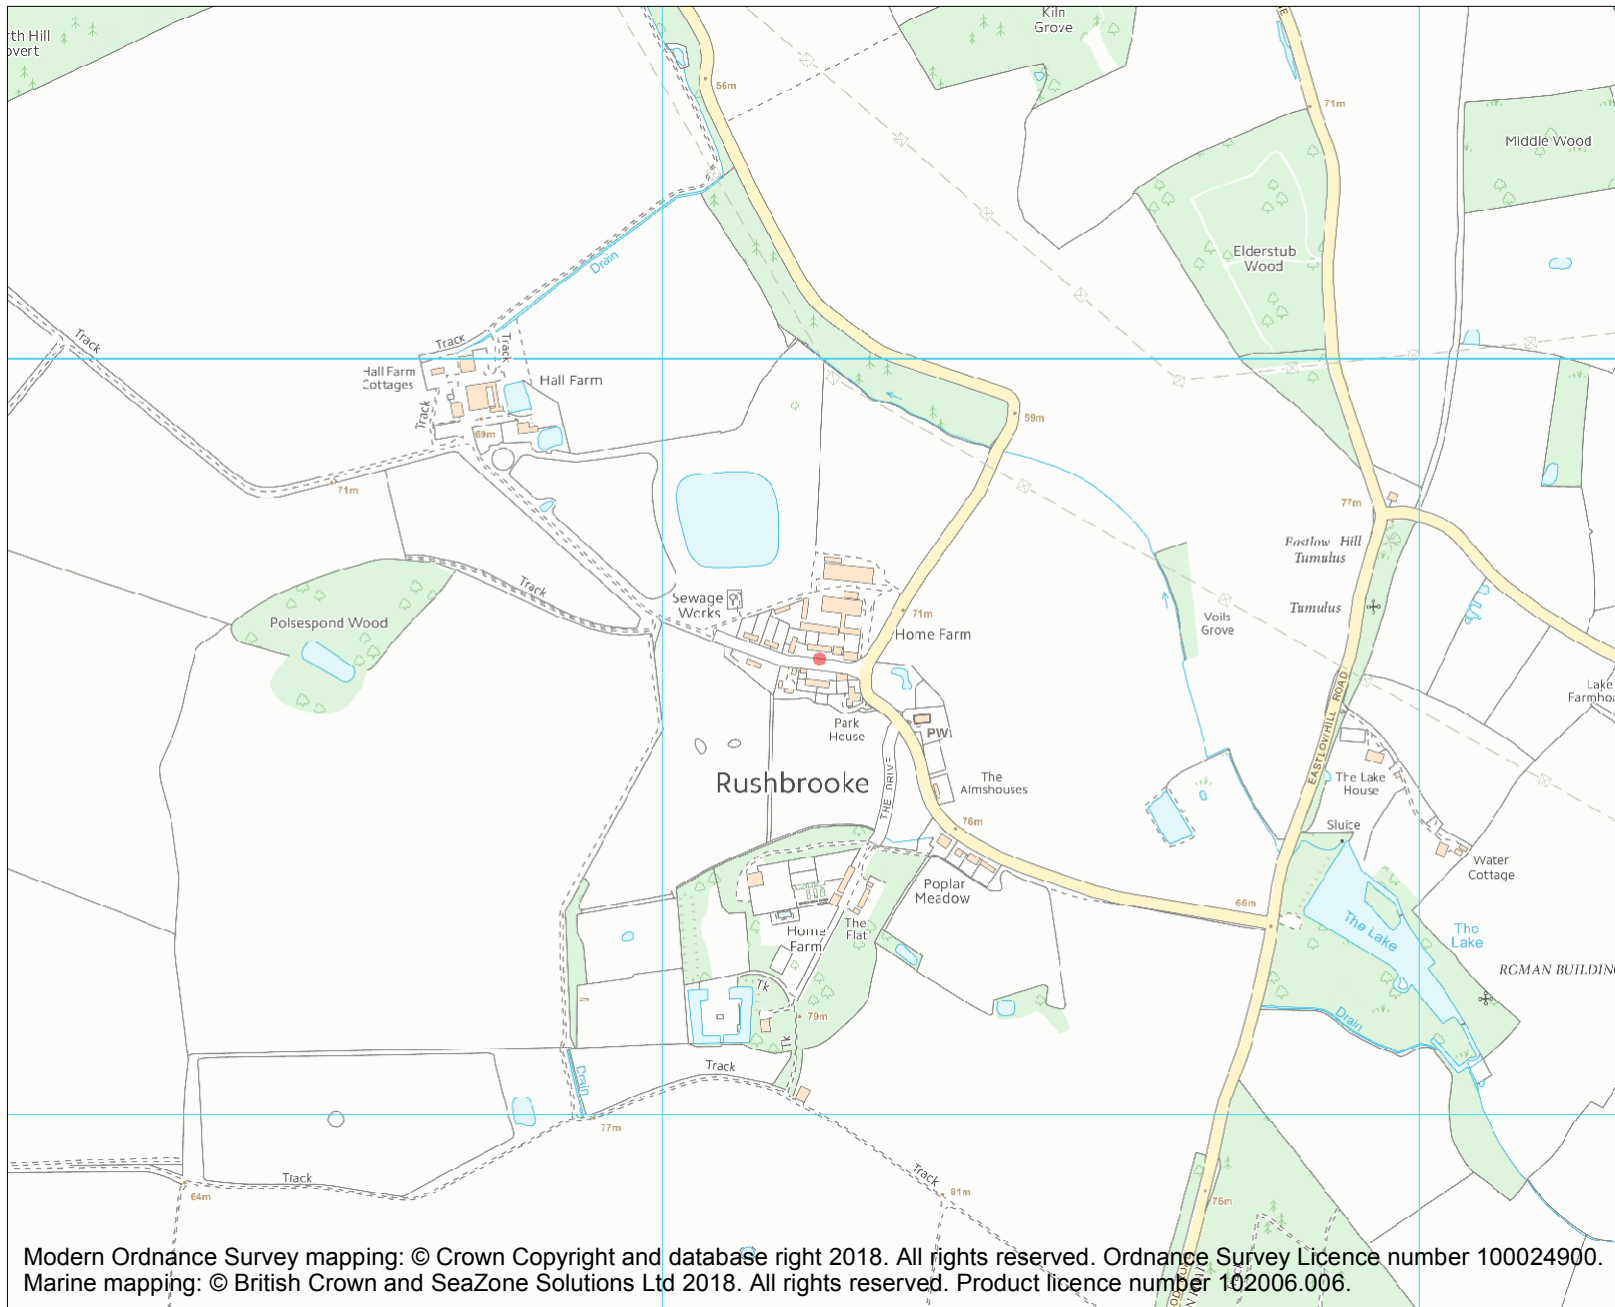 Kiln
Grove
56m
71m
Middle Wood
Elderstub
Wood
Drain
Track
Track
Track
Hall Farm
Hall Farm
Cottages
Track
69m
59m
71m
77m
Eastlow Hill
Tumulus
Track
Sewage
Works
Tumulus
Polsespond Wood
71m
Home Farm
Voils
Grove
EASTLOW HILL ROAD
Lake
Park
House
PW
Rushbrooke
THE DRIVE
The
Almshouses
The Lake
House
76m
Sluice
Water
Cottage
Poplar
Meadow
66m
The Lake
The
Lake
Home
Farm
The
Flat
ROMAN BUILDING
Tk
79m
Drain
Tk
Track
Drain
77m
Track
64m
Track
81m
76m
Modern Ordnance Survey mapping: © Crown Copyright and database right 2018. All rights reserved. Ordnance Survey Licence number 100024900.
Marine mapping: © British Crown and SeaZone Solutions Ltd 2018. All rights reserved. Product licence number 102006.006.